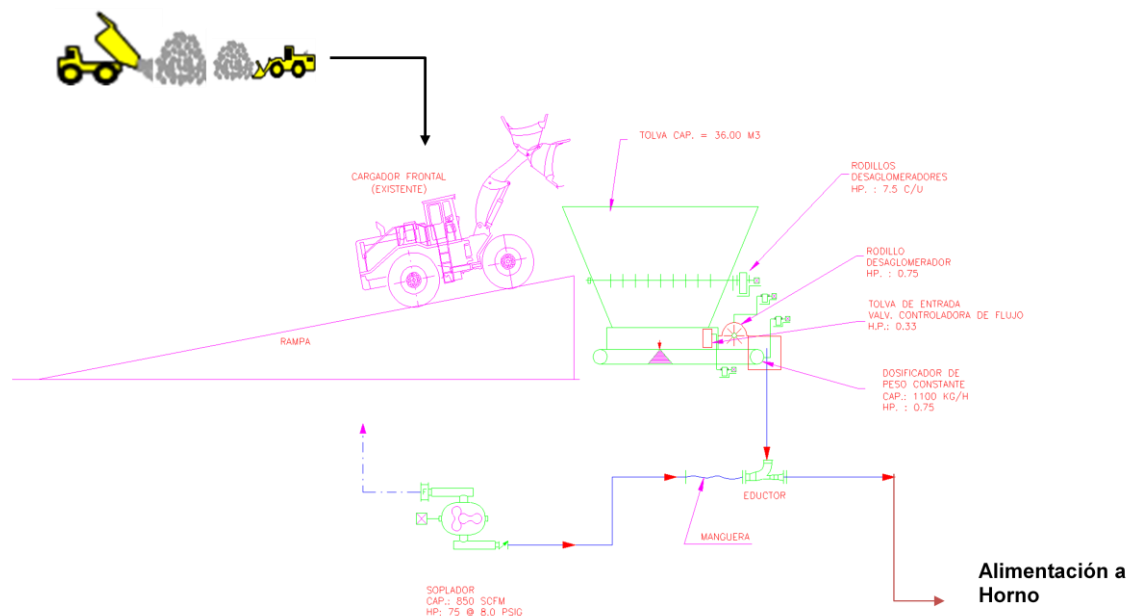 TOLVA CAP. = 36.00 M3
CARGADOR FRONTAL
(EXISTENTE)
RODILLOS
DESAGLOMERADORES
HP. : 7.5 C/U
RODILLO
DESAGLOMERADOR
HP. : 0.75
TOLVA DE ENTRADA
VALV. CONTROLADORA DE FLUJO
H.P.: 0.33
RAMPA
DOSIFICADOR DE
PESO CONSTANTE
CAP.: 1100 KG/H
HP. : 0.75
EDUCTOR
MANGUERA
SOPLADOR
CAP.: 850 SCFM
HP: 75 @ 8.0 PSIG
Alimentación a
Horno